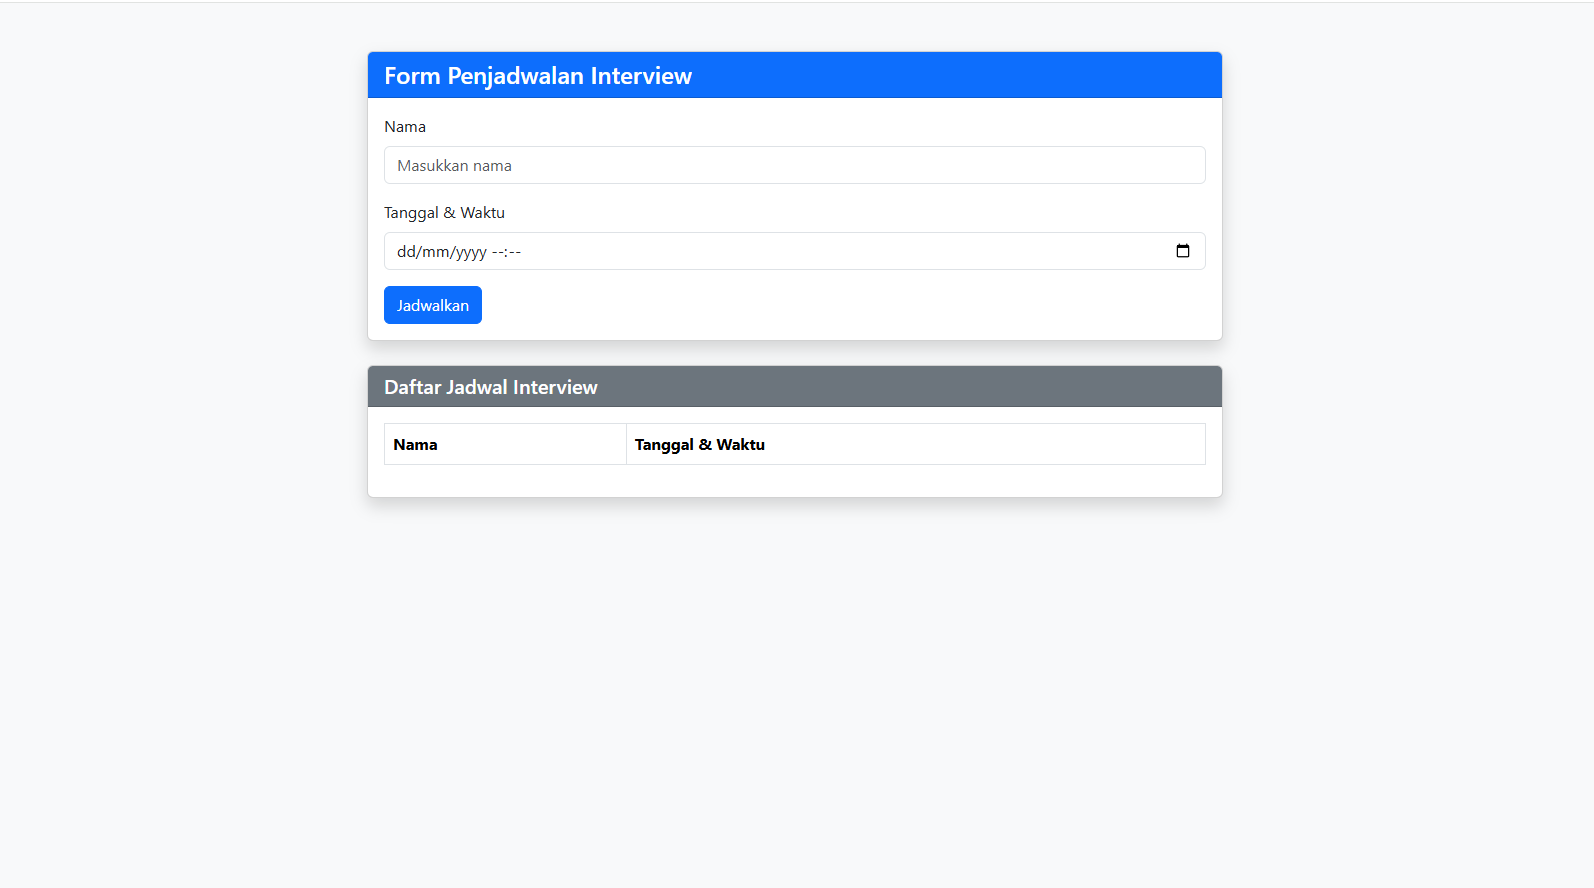 Form Penjadwalan Interview
Nama
Masukkan nama
Tanggal & Waktu
dd/mm/yyyy --:--
Jadwalkan
Daftar Jadwal Interview
Nama Tanggal & Waktu